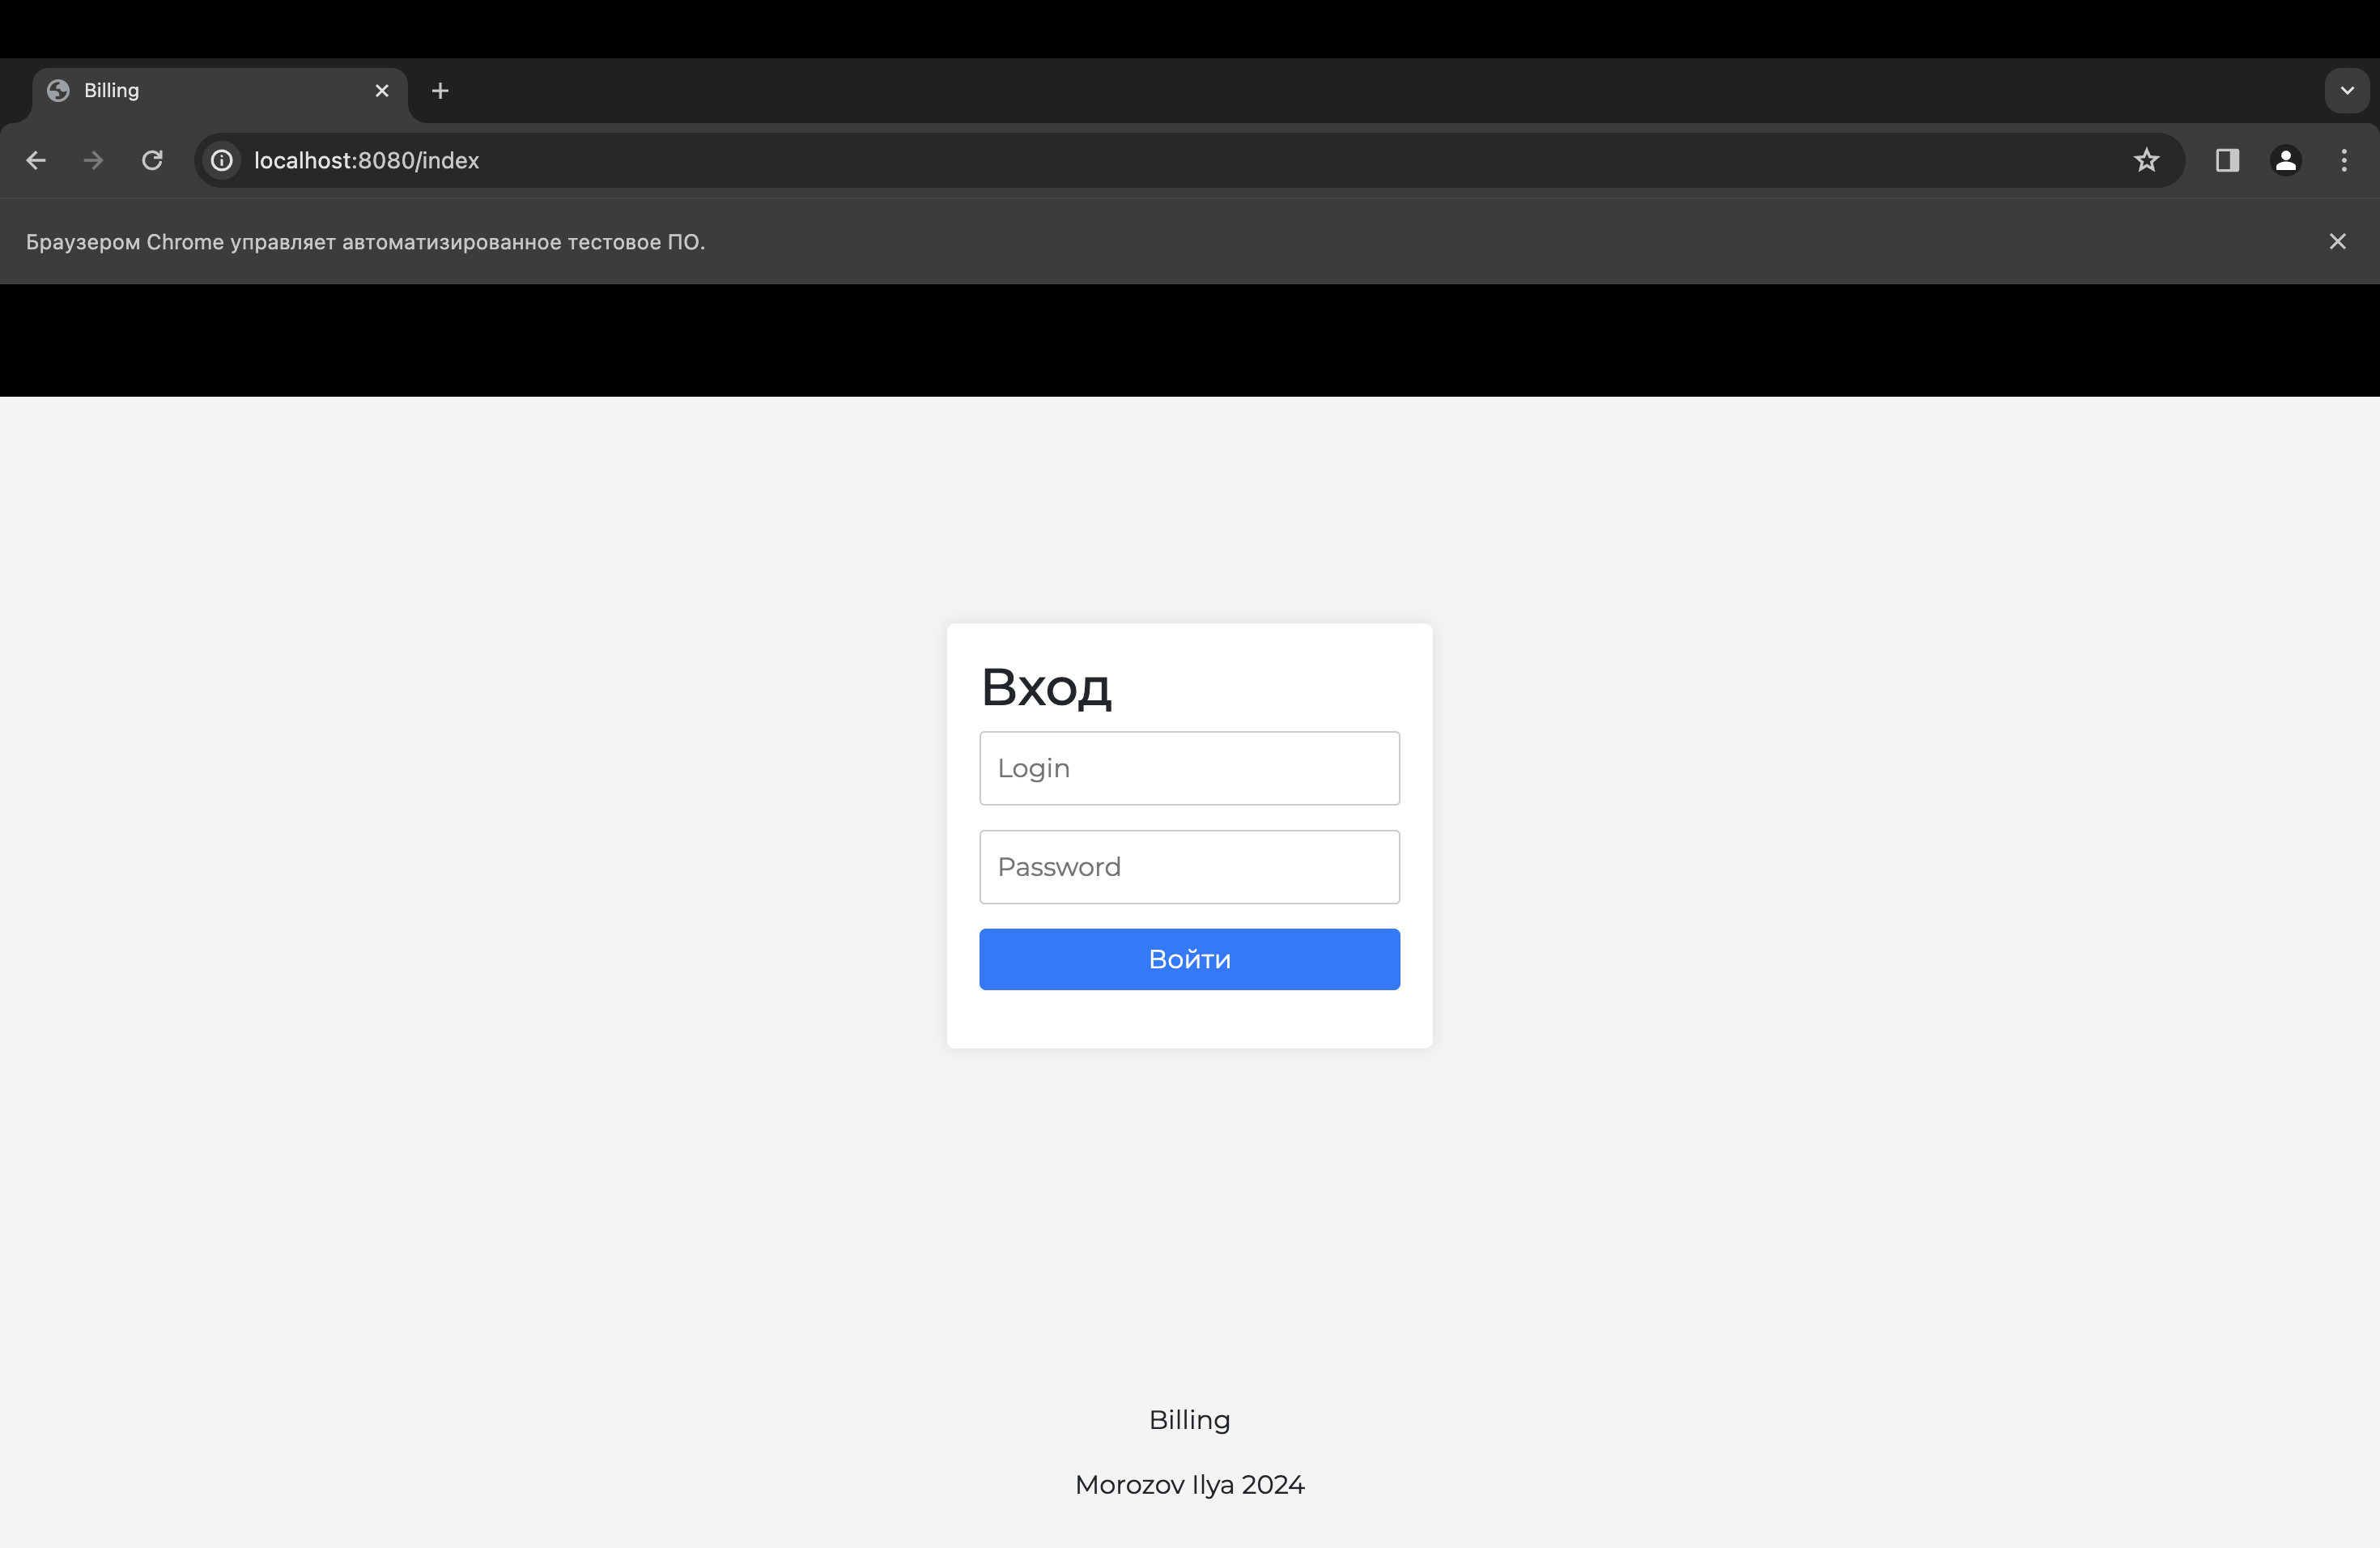 Billing
localhost:8080/index
Браузером Chrome управляет автоматизированное тестовое ПО.
Вход
Login
Password
Войти
Billing
Morozov Ilya 2024